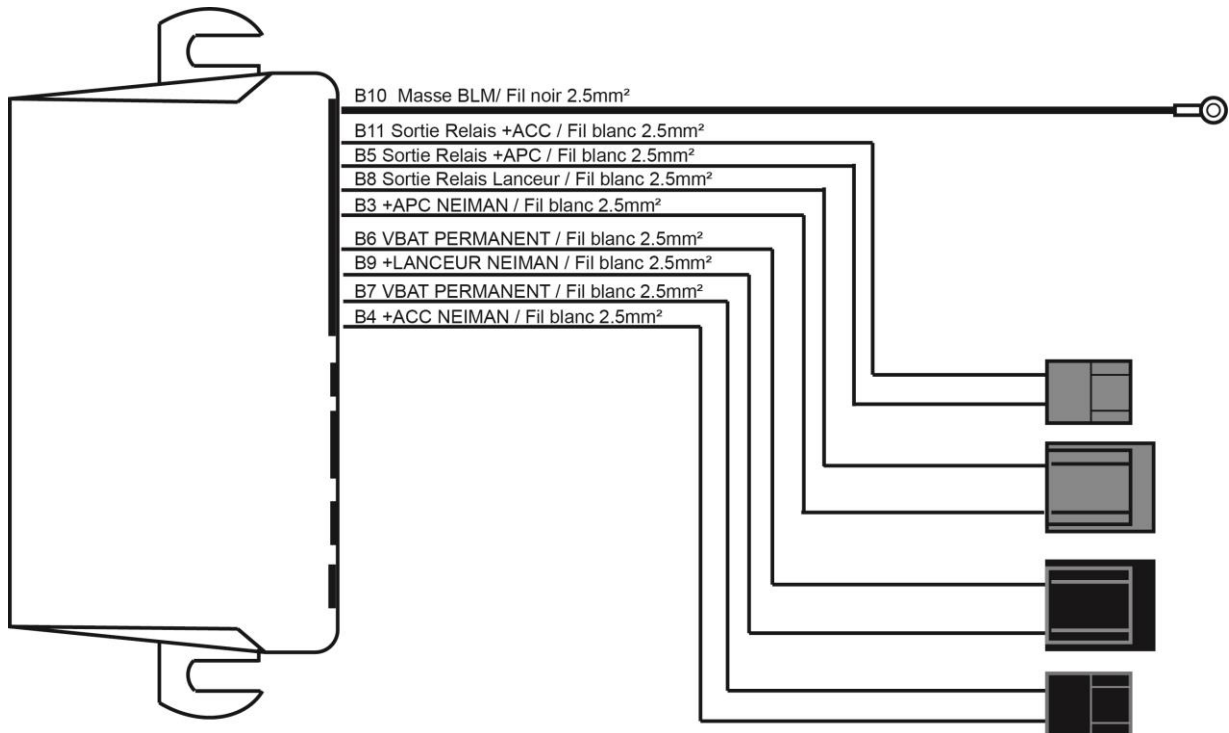 B10 Masse BLM/ Fil noir 2.5mm²
B11 Sortie Relais +ACC / Fil blanc 2.5mm²
B5 Sortie Relais +APC / Fil blanc 2.5mm²
B8 Sortie Relais Lanceur / Fil blanc 2.5mm²
B3 +APC NEIMAN / Fil blanc 2.5mm²
B6 VBAT PERMANENT / Fil blanc 2.5mm²
B9 +LANCEUR NEIMAN / Fil blanc 2.5mm²
B7 VBAT PERMANENT / Fil blanc 2.5mm²
B4 +ACC NEIMAN / Fil blanc 2.5mm²